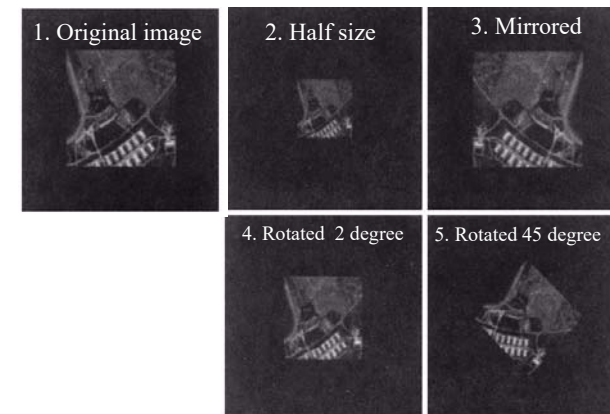 1. Original image
2. Half size
3. Mirrored
4. Rotated 2 degree
5. Rotated 45 degree